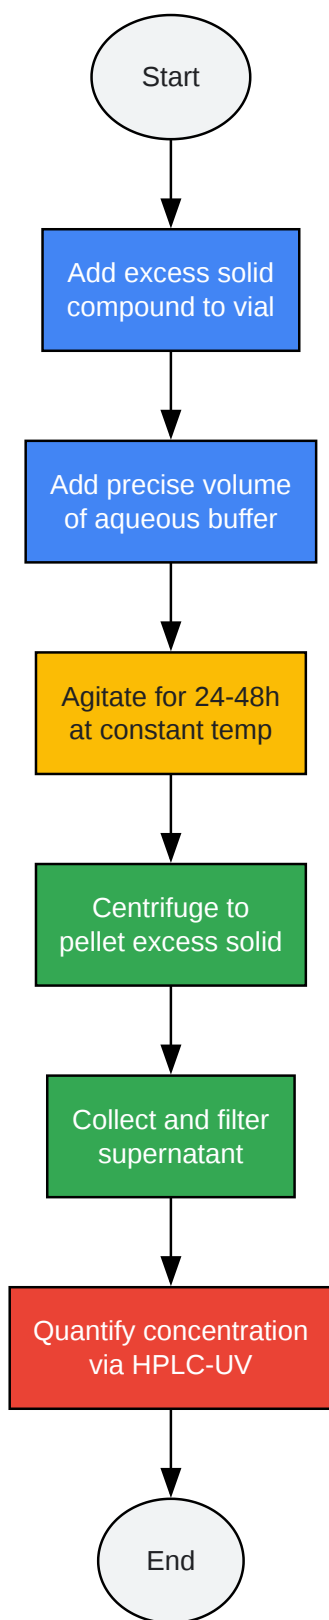 Start
Add excess solid
compound to vial
Add precise volume
of aqueous buffer
Agitate for 24-48h
at constant temp
Centrifuge to
pellet excess solid
Collect and filter
supernatant
Quantify concentration
via HPLC-UV
End